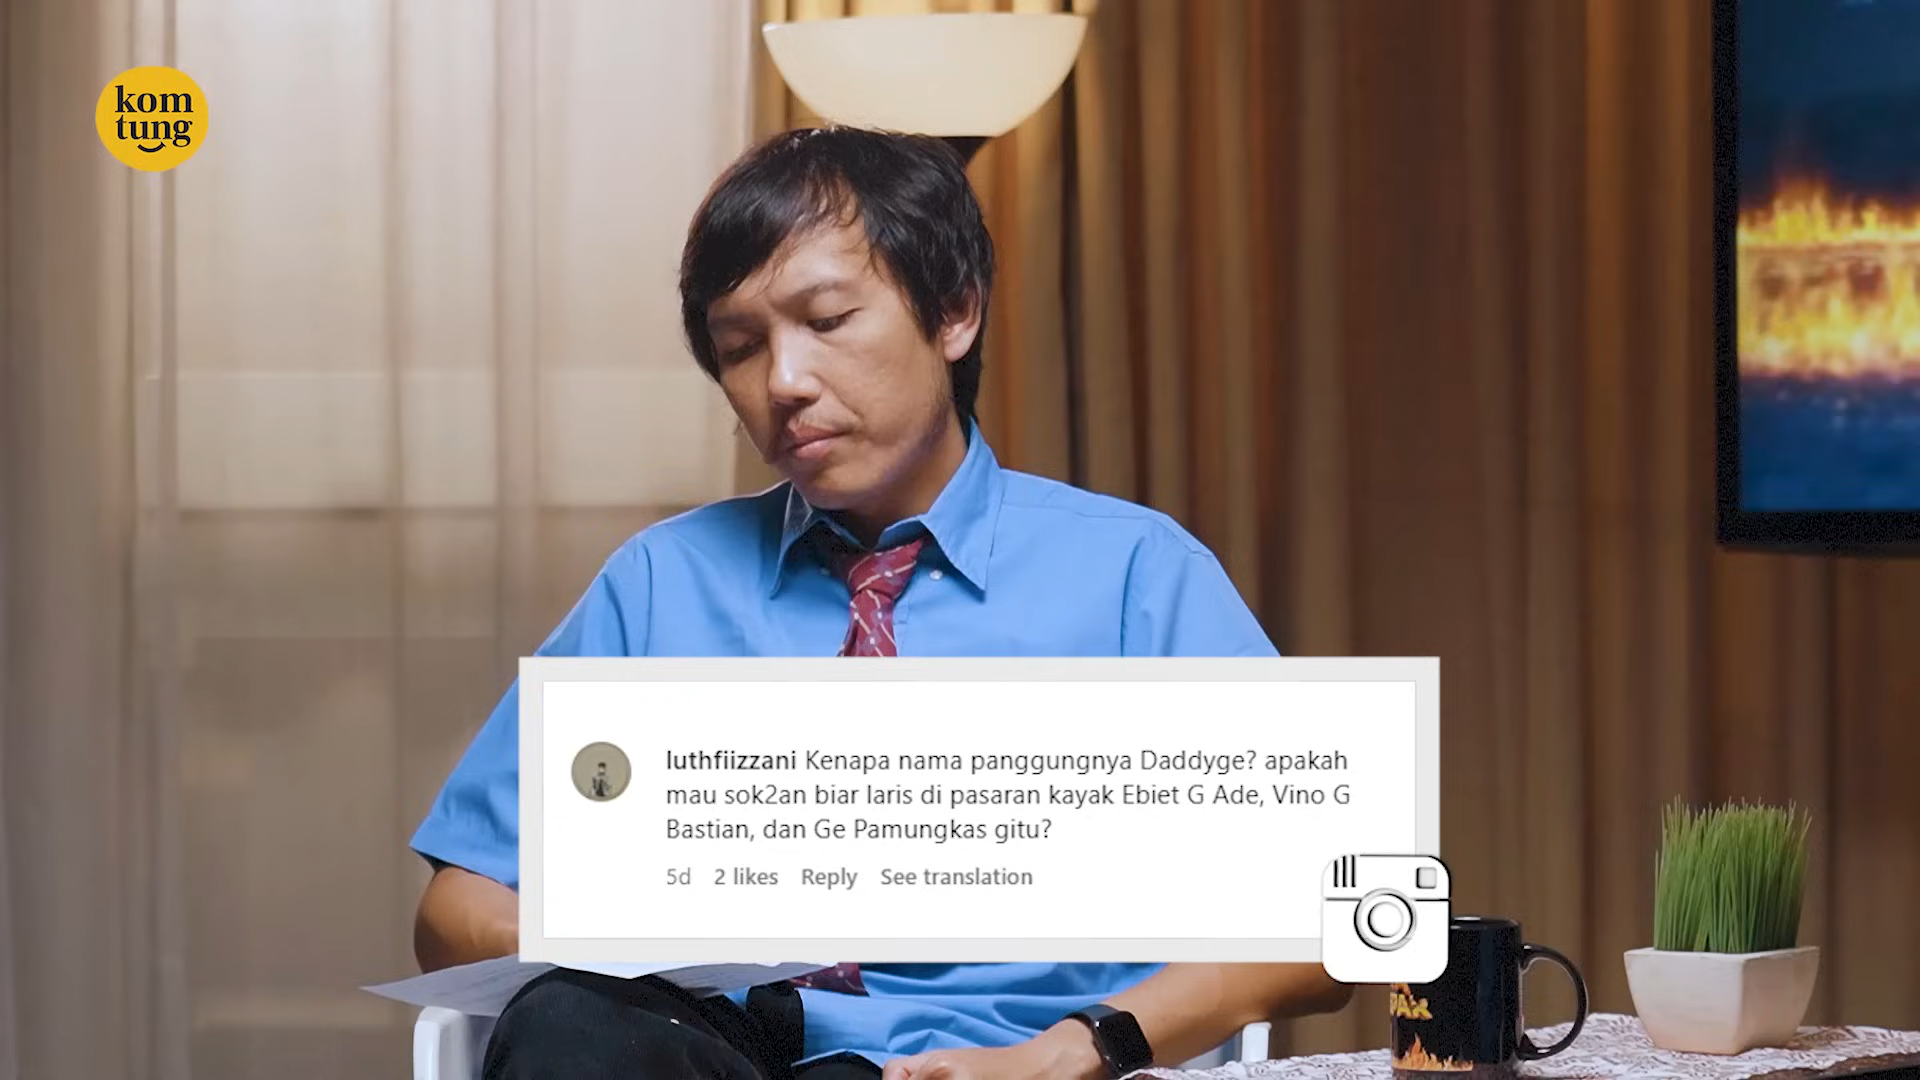 kom
tung
luthfiizzani Kenapa nama panggungnya Daddyge? apakah
mau sok2an biar laris di pasaran kayak Ebiet G Ade, Vino G
Bastian, dan Ge Pamungkas gitu?
5d 2 likes Reply See translation